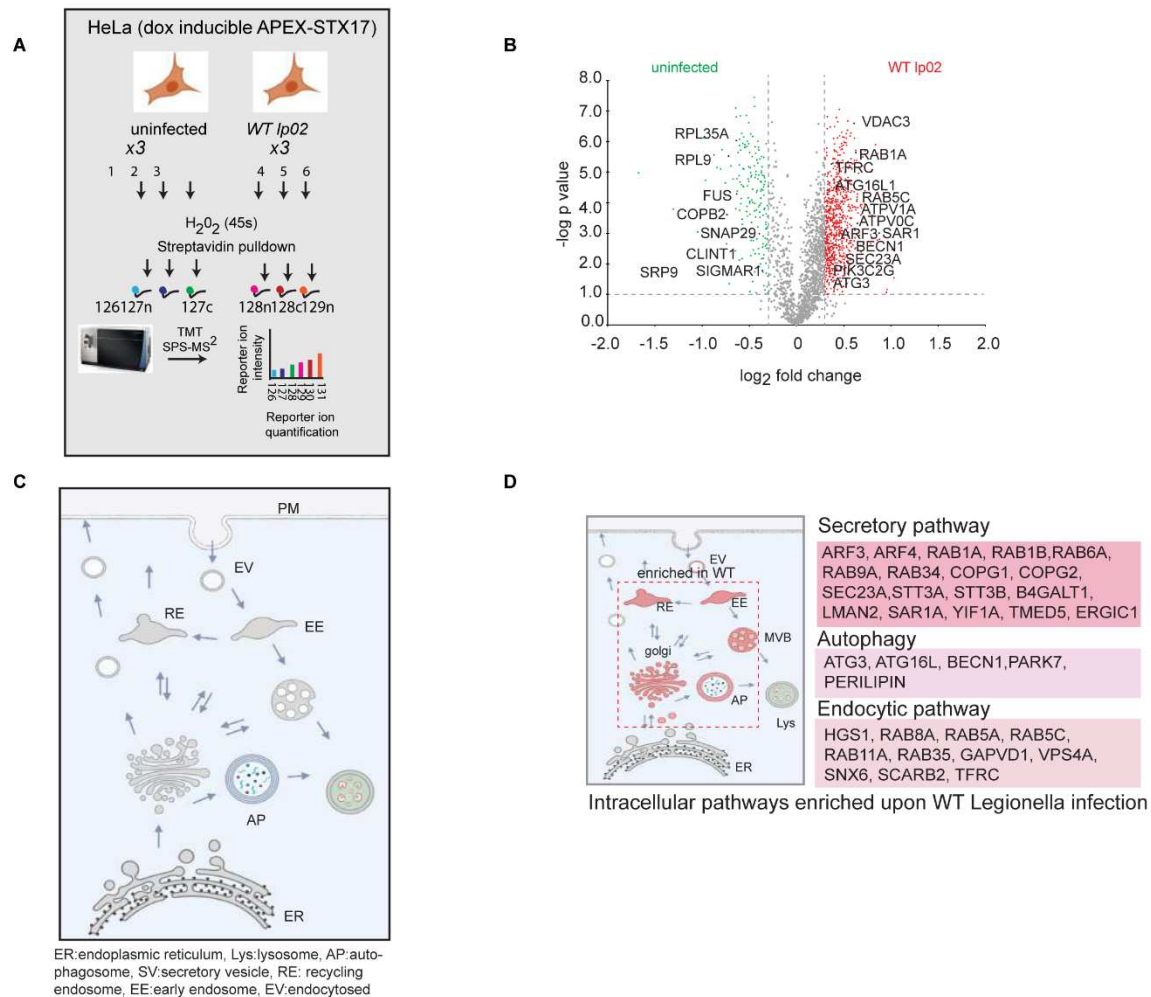 A
HeLa (dox inducible APEX-STX17)
uninfected
x3
WT lp02
x3
1 2 3 4 5 6
H202 (45s)
Streptavidin pulldown
126127n 127c 128n128c129n
TMT
SPS-MS2
Reporter ion
intensity
126
127
128
129
130
131
Reporter ion
quantification
B
uninfected
WT lp02
8.0
7.0
6.0
5.0
4.0
3.0
2.0
1.0
0.0
-log p value
RPL35A
RPL9
FUS
COPB2
SNAP29
CLINT1
SRP9
SIGMAR1
VDAC3
RAB1A
TFRC
ATG16L1
RAB5C
ATPV1A
ATPV0C
ARF3 SAR1
BECN1
SEC23A
PIK3C2G
ATG3
-2.0 -1.5 -1.0 -0.5 0 0.5 1.0 1.5 2.0
log2 fold change
C
PM
EV
RE
EE
AP
ER
ER:endoplasmic reticulum, Lys:lysosome, AP:auto-
phagosome, SV:secretory vesicle, RE: recycling
endosome, EE:early endosome, EV:endocytosed
D
EV
enriched in WT
RE
EE
MVB
golgi
AP
Lys
ER
Secretory pathway
ARF3, ARF4, RAB1A, RAB1B,RAB6A,
RAB9A, RAB34, COPG1, COPG2,
SEC23A,STT3A, STT3B, B4GALT1,
LMAN2, SAR1A, YIF1A, TMED5, ERGIC1
Autophagy
ATG3, ATG16L, BECN1,PARK7,
PERILIPIN
Endocytic pathway
HGS1, RAB8A, RAB5A, RAB5C,
RAB11A, RAB35, GAPVD1, VPS4A,
SNX6, SCARB2, TFRC
Intracellular pathways enriched upon WT Legionella infection